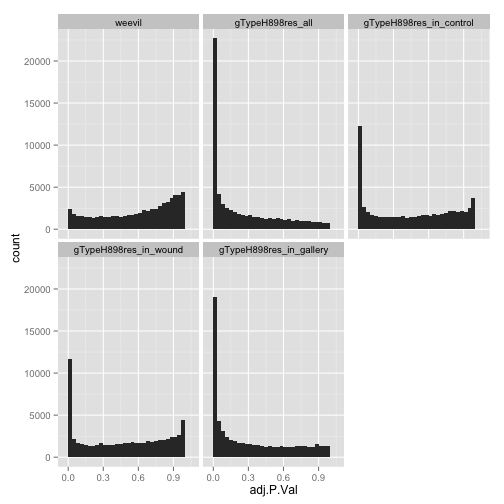 weevil
gTypeH898res_all
gTypeH898res_in_control
20000
15000
10000
5000
0
gTypeH898res_in_wound
gTypeH898res_in_gallery
20000
15000
10000
5000
0
0.0 0.3 0.6 0.9
0.0 0.3 0.6 0.9
count
adj.P.Val